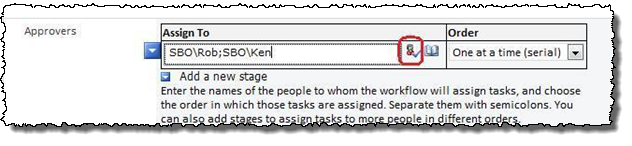 Approvers
Assign To
Order
SBO\Rob;SBO\Ken
One at a time (serial)
Add a new stage
Enter the names of the people to whom the workflow will assign tasks, and choose
the order in which those tasks are assigned. Separate them with semicolons. You
can also add stages to assign tasks to more people in different orders.